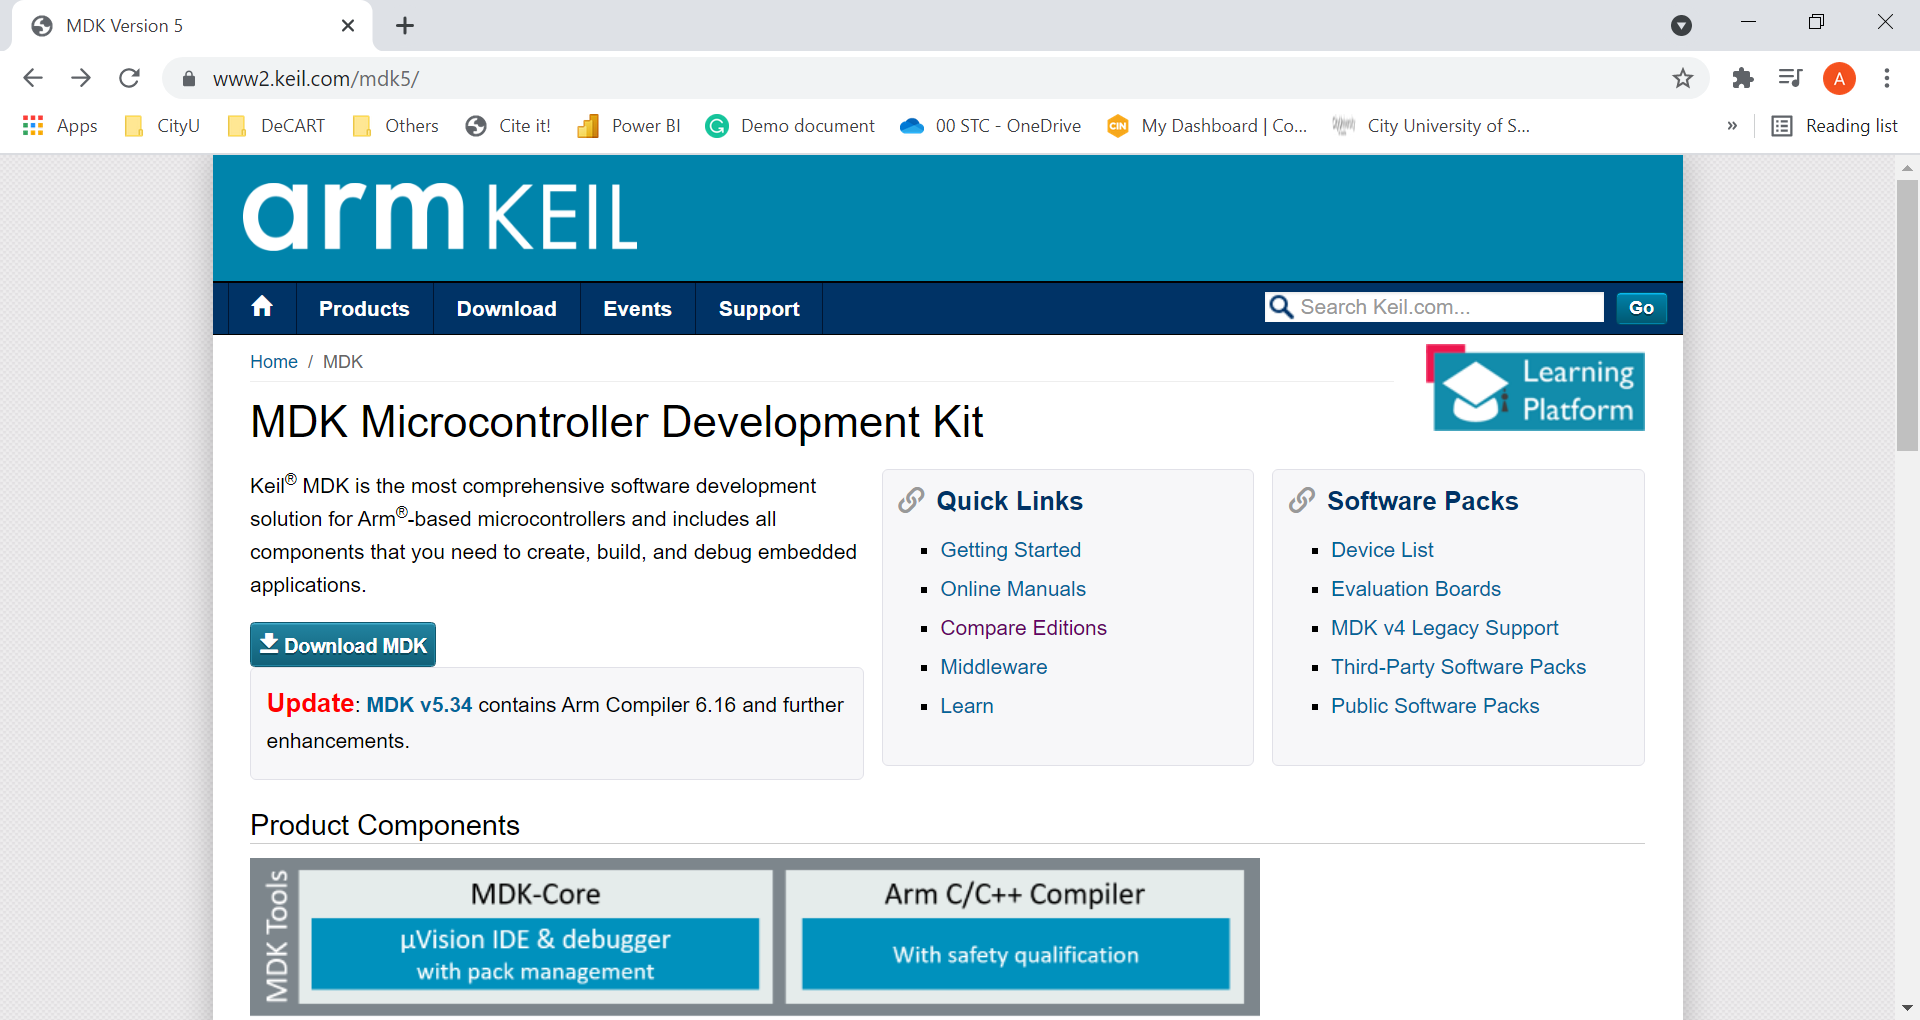 MDK Version 5
www2.keil.com/mdk5/
A
Apps
CityU
DeCART
Others
Cite it!
Power BI
Demo document
00 STC - OneDrive
CIN
My Dashboard | Co...
City University of S...
»
Reading list
arm KEIL
Products
Download
Events
Support
Search Keil.com...
Go
Home / MDK
Learning
Platform
MDK Microcontroller Development Kit
Keil® MDK is the most comprehensive software development
solution for Arm®-based microcontrollers and includes all
components that you need to create, build, and debug embedded
applications.
Download MDK
Update: MDK v5.34 contains Arm Compiler 6.16 and further
enhancements.
Quick Links
Getting Started
Online Manuals
Compare Editions
Middleware
Learn
Software Packs
Device List
Evaluation Boards
MDK v4 Legacy Support
Third-Party Software Packs
Public Software Packs
Product Components
MDK Tools
MDK-Core
µVision IDE & debugger
with pack management
Arm C/C++ Compiler
With safety qualification